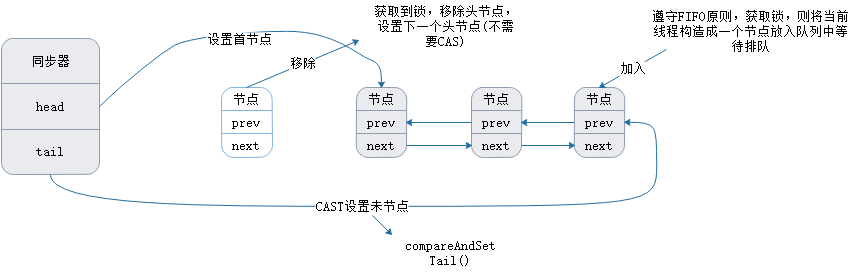 获取到锁，移除头节点，
设置下一个头节点(不需
要CAS)
遵守FIFO原则，获取锁，则将当前
线程构造成一个节点放入队列中等
待排队
设置首节点
移除
加入
同步器
head
tail
节点
prev
next
节点
prev
next
节点
prev
next
节点
prev
next
CAST设置未节点
compareAndSet
Tail()